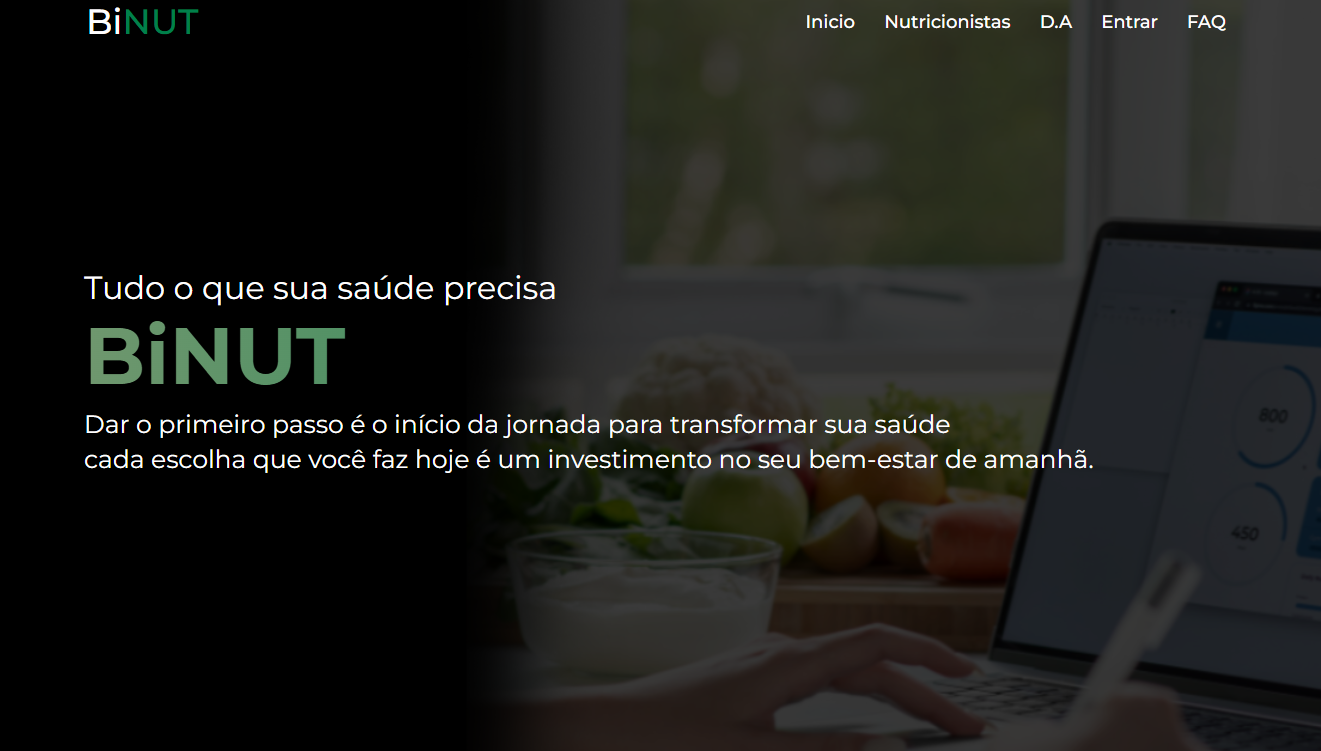 BiNUT
Inicio Nutricionistas D.A Entrar FAQ
Tudo o que sua saúde precisa
BiNUT
Dar o primeiro passo é o início da jornada para transformar sua saúde
cada escolha que você faz hoje é um investimento no seu bem-estar de amanhã.
800
450